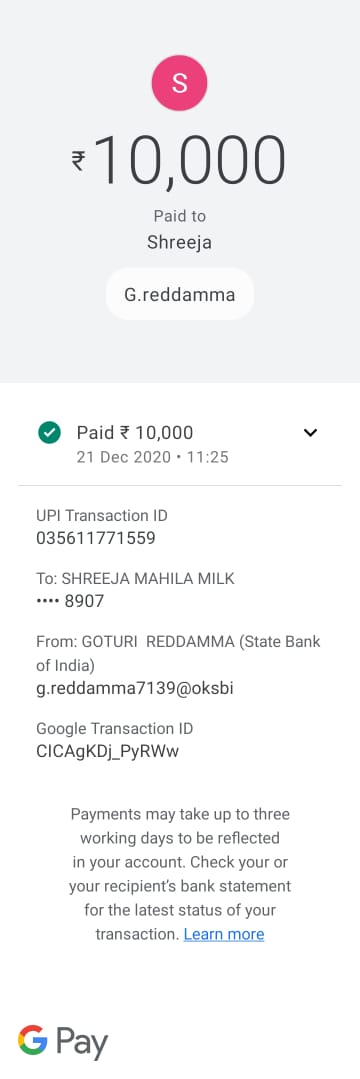 S
₹10,000
Paid to
Shreeja
G.reddamma
Paid ₹ 10,000
21 Dec 2020 • 11:25
UPI Transaction ID
035611771559
To: SHREEJA MAHILA MILK
•••• 8907
From: GOTURI  REDDAMMA (State Bank
of India)
g.reddamma7139@oksbi
Google Transaction ID
CICAgKDj_PyRWw
Payments may take up to three
working days to be reflected
in your account. Check your or
your recipient's bank statement
for the latest status of your
transaction. Learn more
G Pay